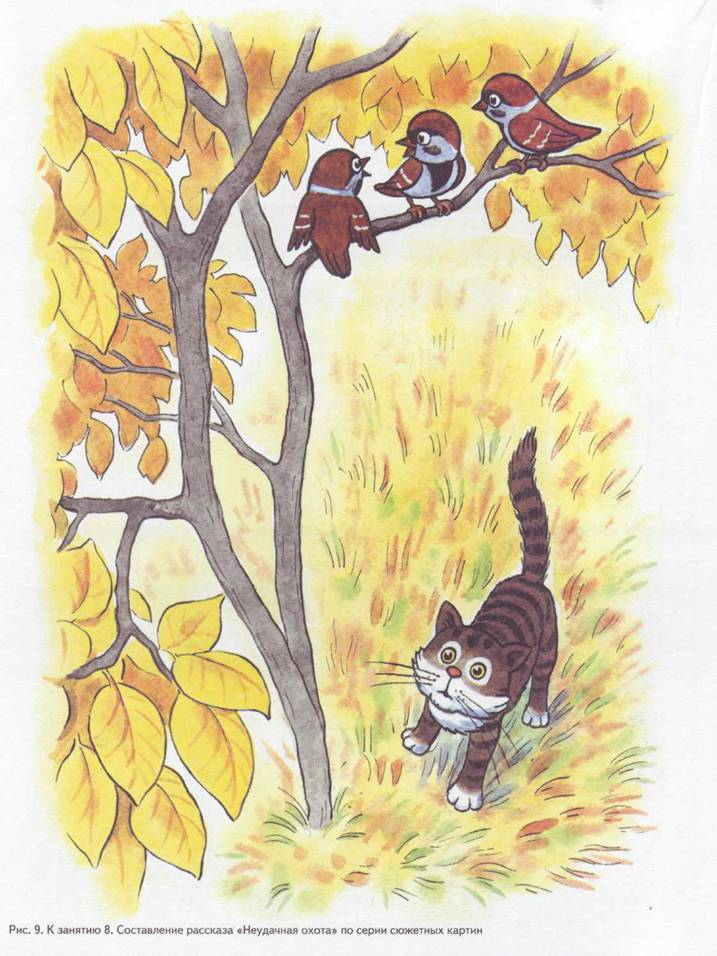 Рис. 9. К занятию 8. Составление рассказа «Неудачная охота» по серии сюжетных картин